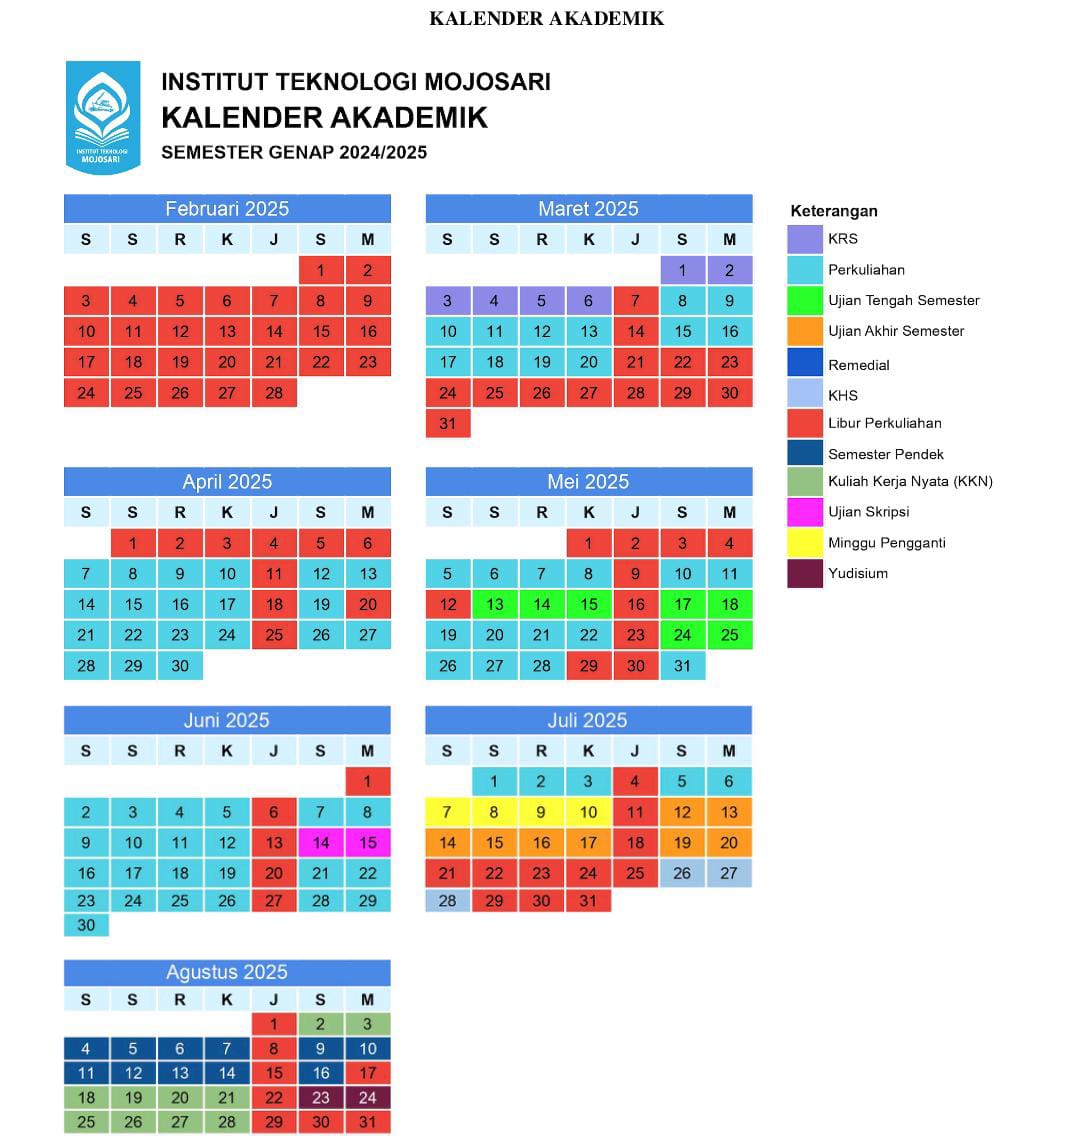 KALENDER AKADEMIK
INSTITUT TEKNOLOGI
MOJOSARI
INSTITUT TEKNOLOGI MOJOSARI
KALENDER AKADEMIK
SEMESTER GENAP 2024/2025
Februari 2025
S S R K J S M
1 2
3 4 5 6 7 8 9
10 11 12 13 14 15 16
17 18 19 20 21 22 23
24 25 26 27 28
Maret 2025
S S R K J S M
1 2
3 4 5 6 7 8 9
10 11 12 13 14 15 16
17 18 19 20 21 22 23
24 25 26 27 28 29 30
31
Keterangan
KRS
Perkuliahan
Ujian Tengah Semester
Ujian Akhir Semester
Remedial
KHS
Libur Perkuliahan
Semester Pendek
Kuliah Kerja Nyata (KKN)
Ujian Skripsi
Minggu Pengganti
Yudisium
April 2025
S S R K J S M
1 2 3 4 5 6
7 8 9 10 11 12 13
14 15 16 17 18 19 20
21 22 23 24 25 26 27
28 29 30
Mei 2025
S S R K J S M
1 2 3 4
5 6 7 8 9 10 11
12 13 14 15 16 17 18
19 20 21 22 23 24 25
26 27 28 29 30 31
Juni 2025
S S R K J S M
1
2 3 4 5 6 7 8
9 10 11 12 13 14 15
16 17 18 19 20 21 22
23 24 25 26 27 28 29
30
Juli 2025
S S R K J S M
1 2 3 4 5 6
7 8 9 10 11 12 13
14 15 16 17 18 19 20
21 22 23 24 25 26 27
28 29 30 31
Agustus 2025
S S R K J S M
1 2 3
4 5 6 7 8 9 10
11 12 13 14 15 16 17
18 19 20 21 22 23 24
25 26 27 28 29 30 31